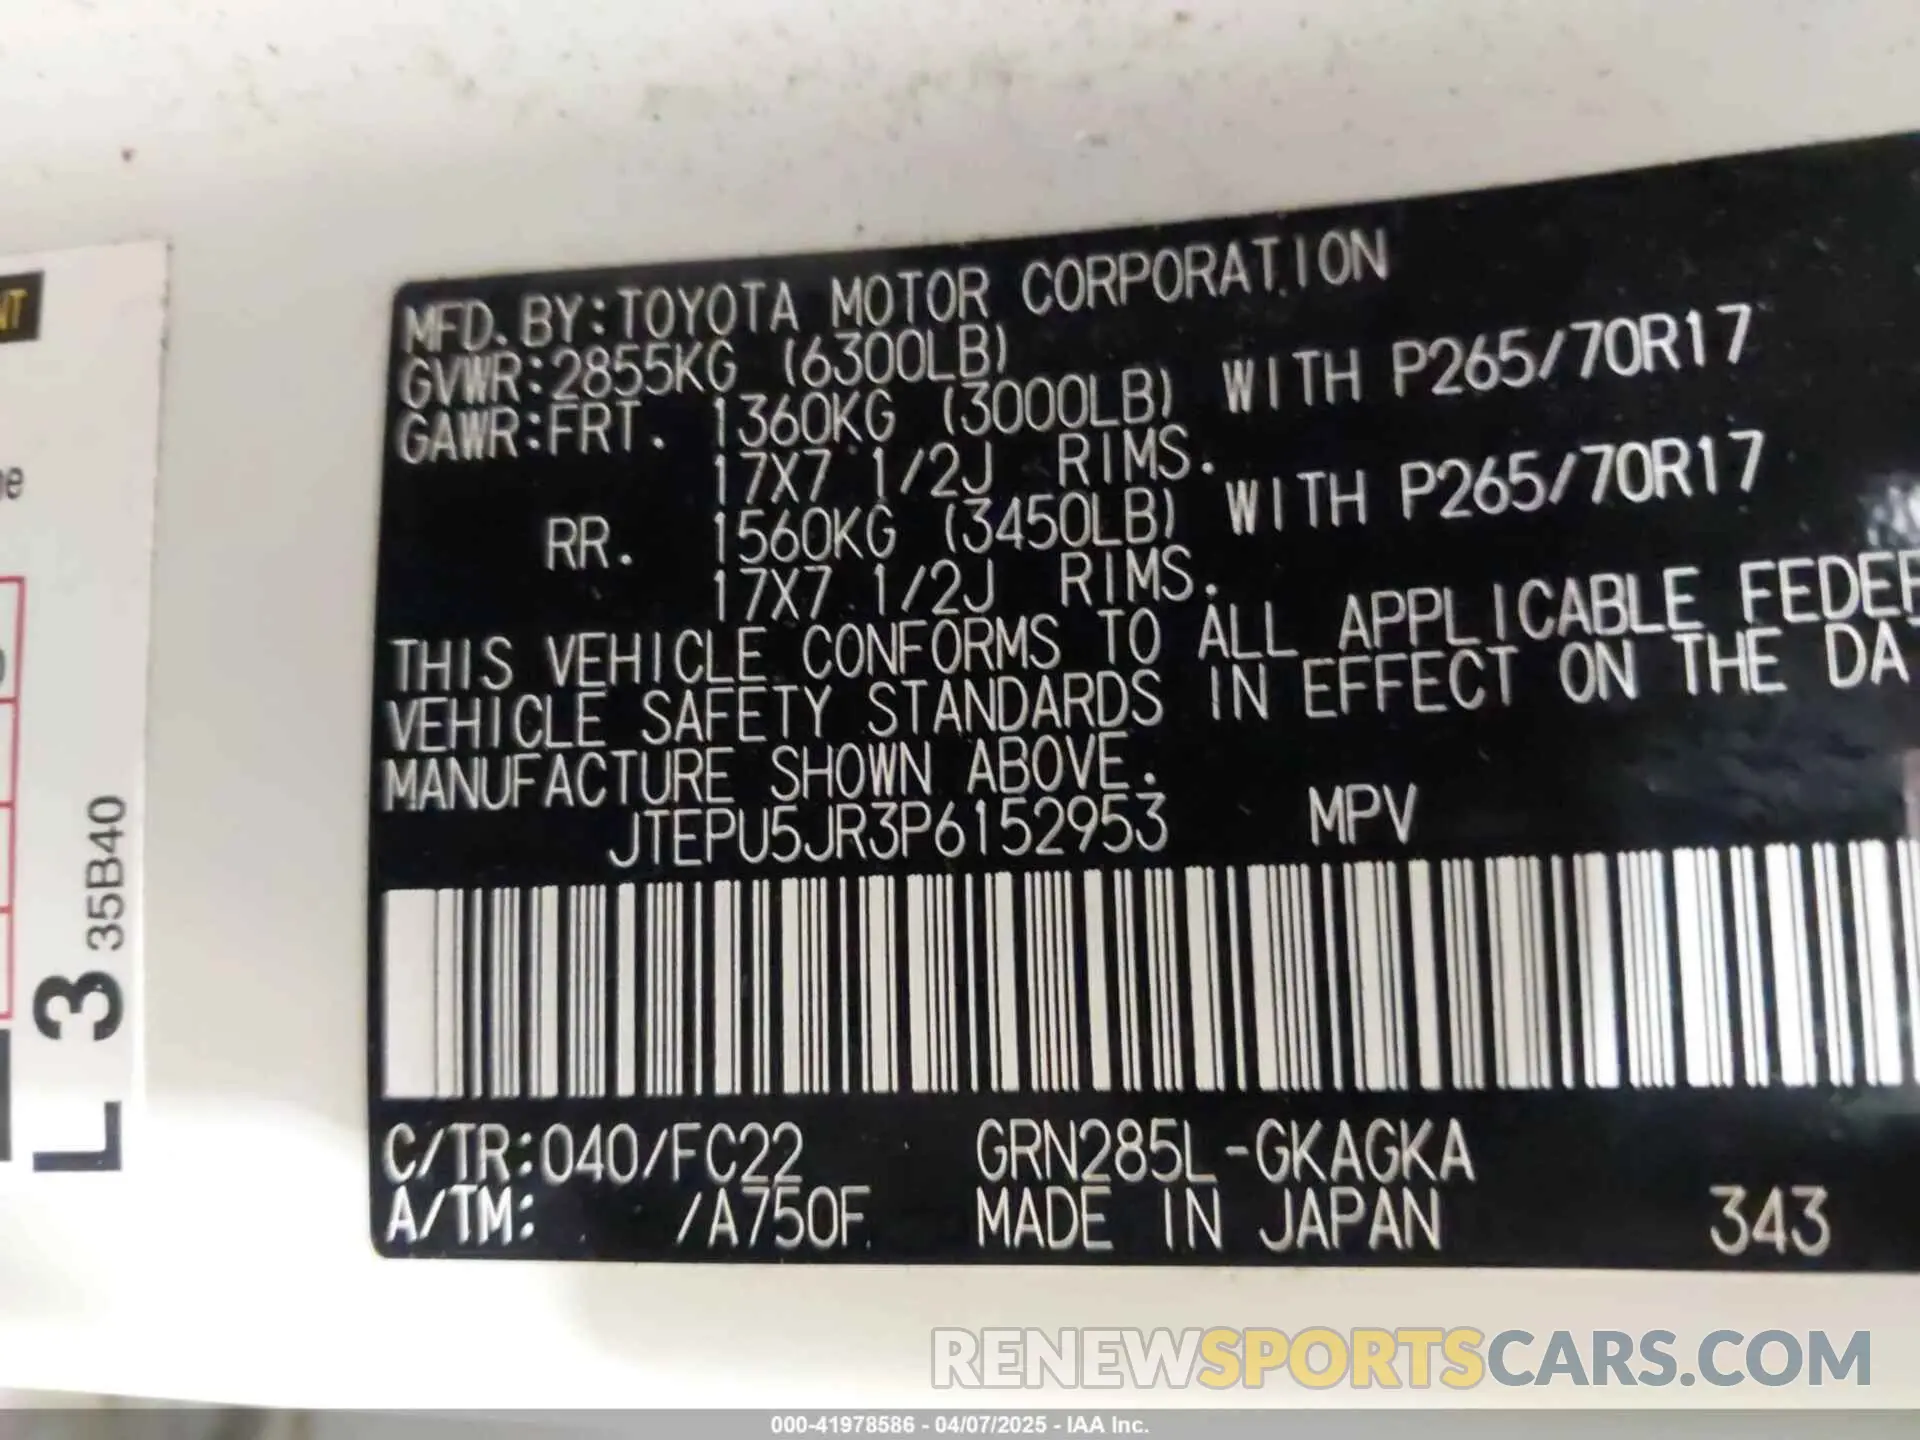 MFD. BY: TOYOTA MOTOR CORPORATION
GVWR: 2855KG (6300LB)
GAWR: FRT. 1360KG (3000LB) WITH P265/70R17
17X7 1/2J RIMS.
RR. 1560KG (3450LB) WITH P265/70R17
17X7 1/2J RIMS.
THIS VEHICLE CONFORMS TO ALL APPLICABLE
VEHICLE SAFETY STANDARDS IN EFFECT ON THE DA
MANUFACTURE SHOWN ABOVE.
JTEPU5JR3P6152953 MPV
C/TR: 040/FC22 GRN285L-GKAGKA
A/TM: /A750F MADE IN JAPAN 343
L 3 35B40
RENEWSPORTSCARS.COM
000-41978586 - 04/07/2025 - IAA Inc.